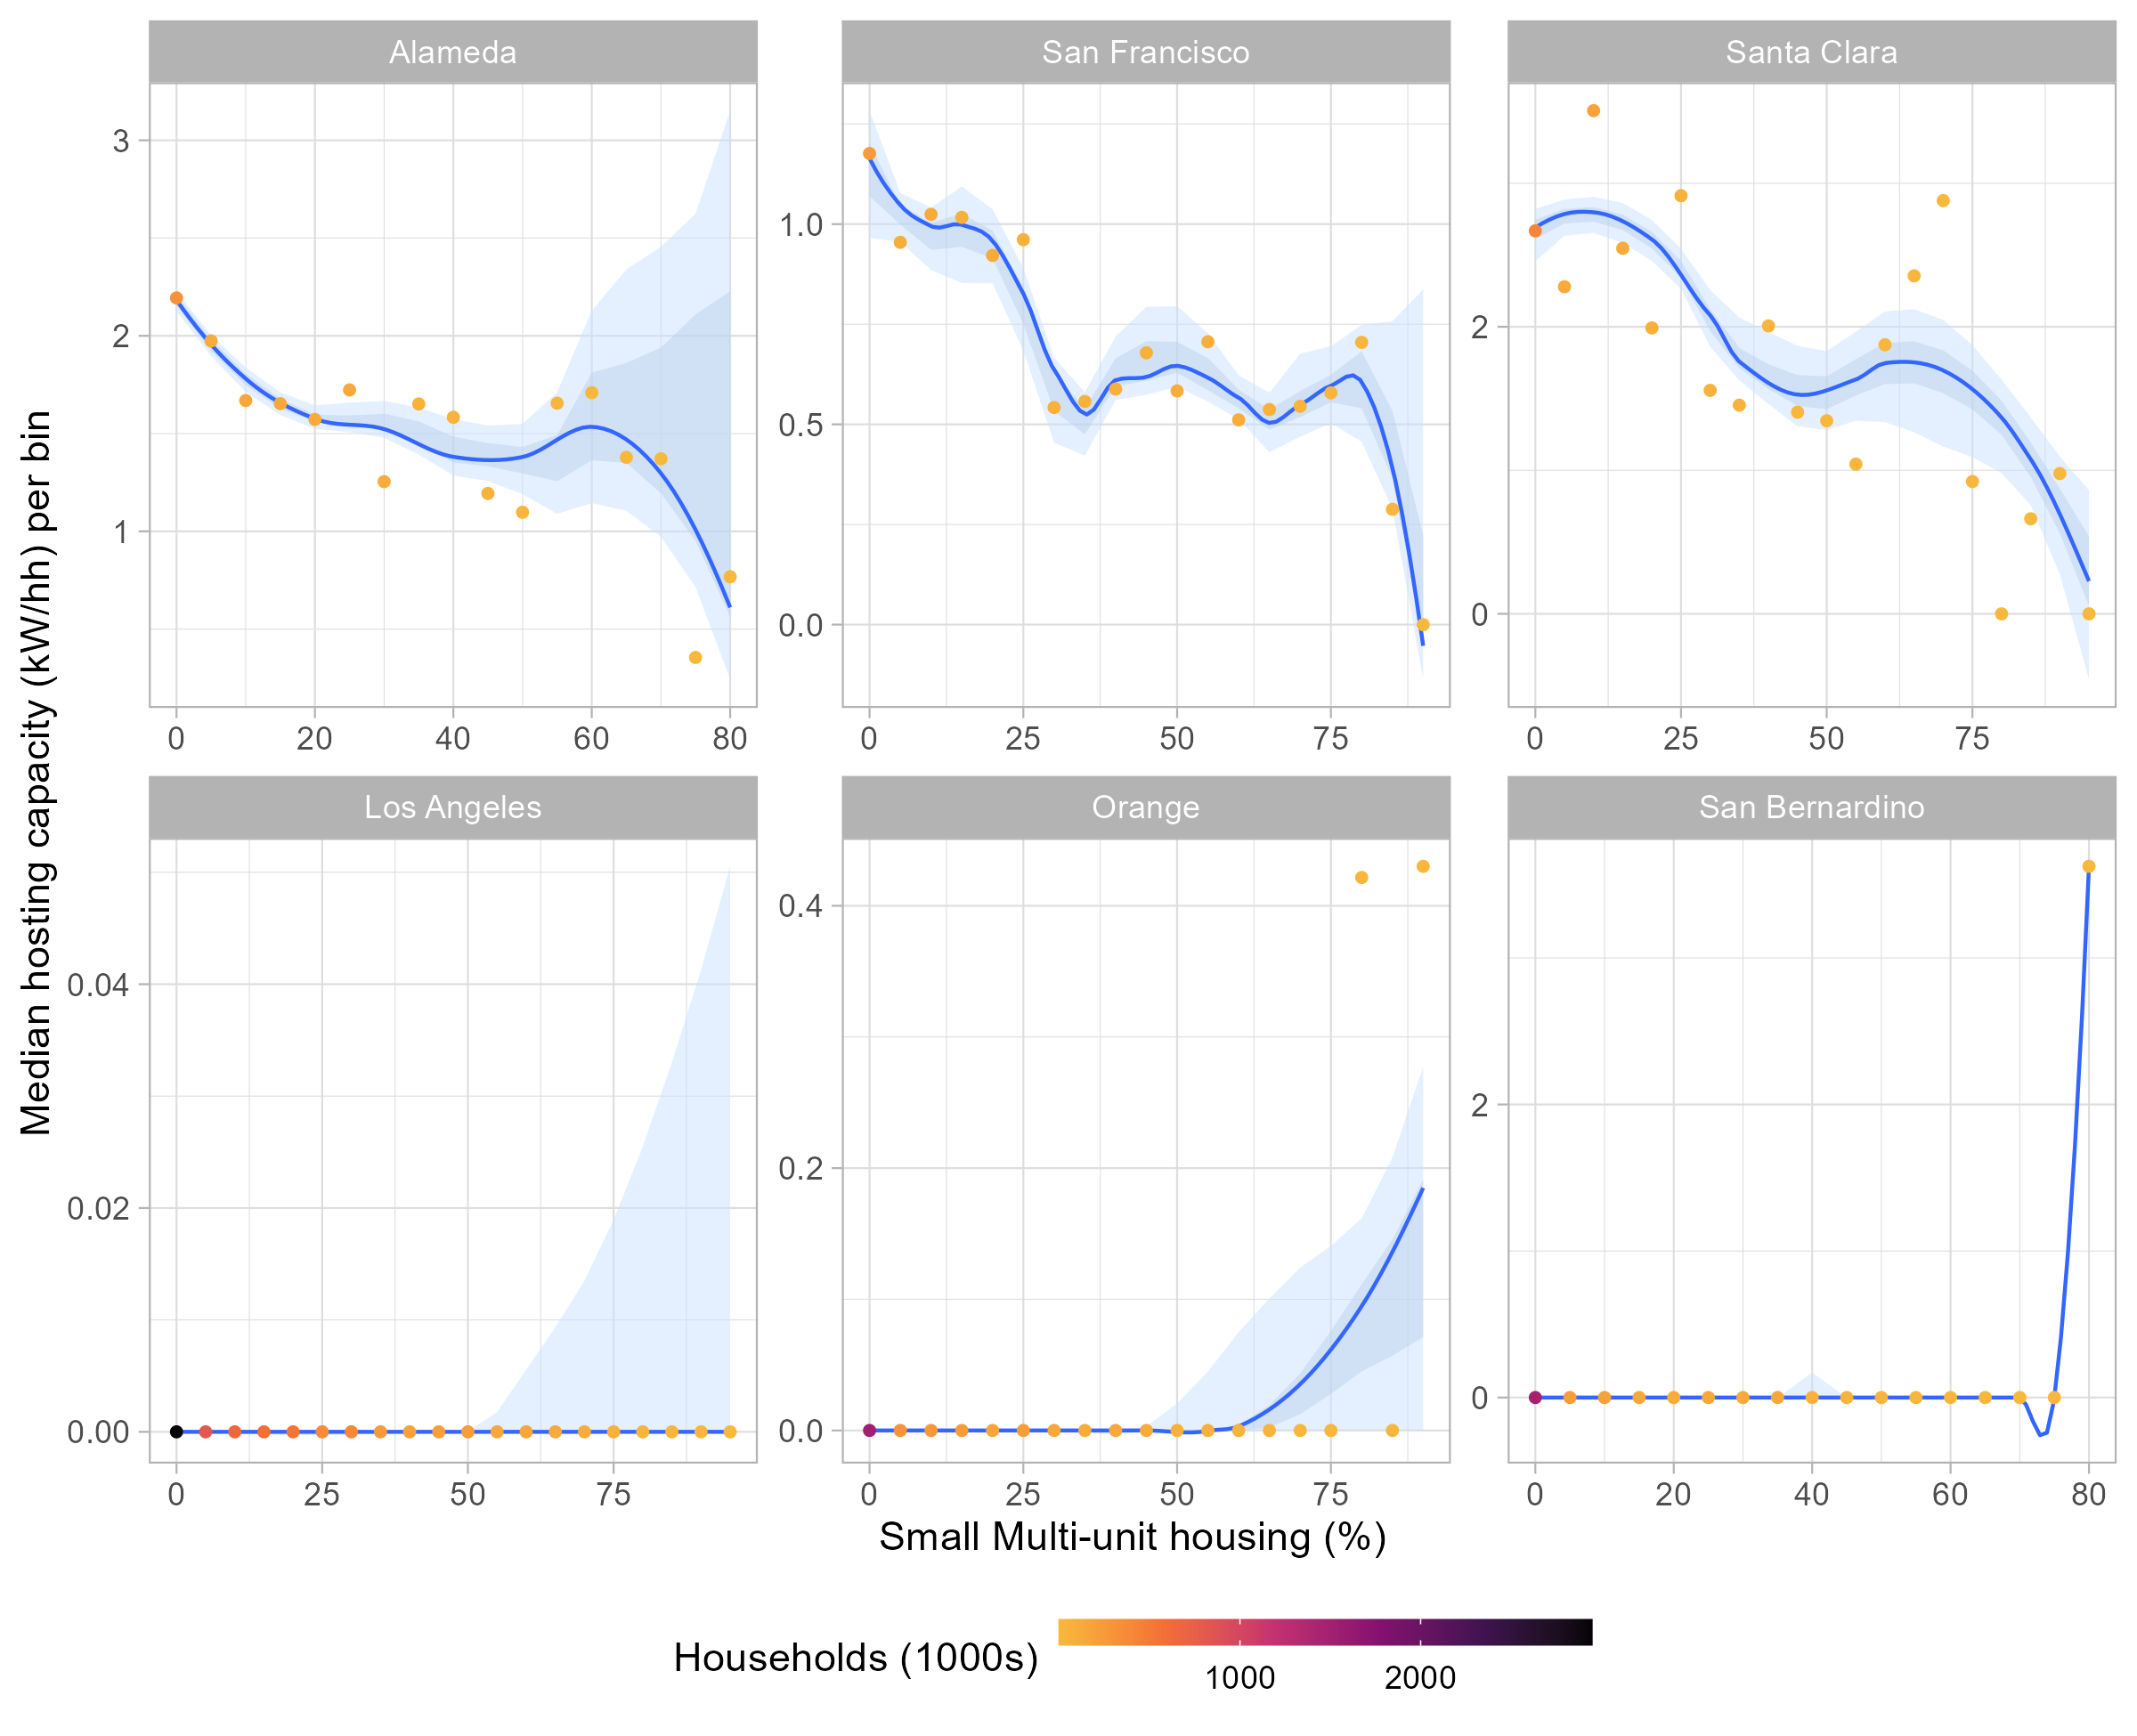 Alameda
San Francisco
Santa Clara
3
2
1
1.0
0.5
0.0
2
0
0 20 40 60 80
0 25 50 75
0 25 50 75
Median hosting capacity (kW/hh) per bin
Los Angeles
Orange
San Bernardino
0.04
0.02
0.00
0.4
0.2
0.0
2
0
0 25 50 75
0 25 50 75
0 20 40 60 80
Small Multi-unit housing (%)
Households (1000s)
1000 2000